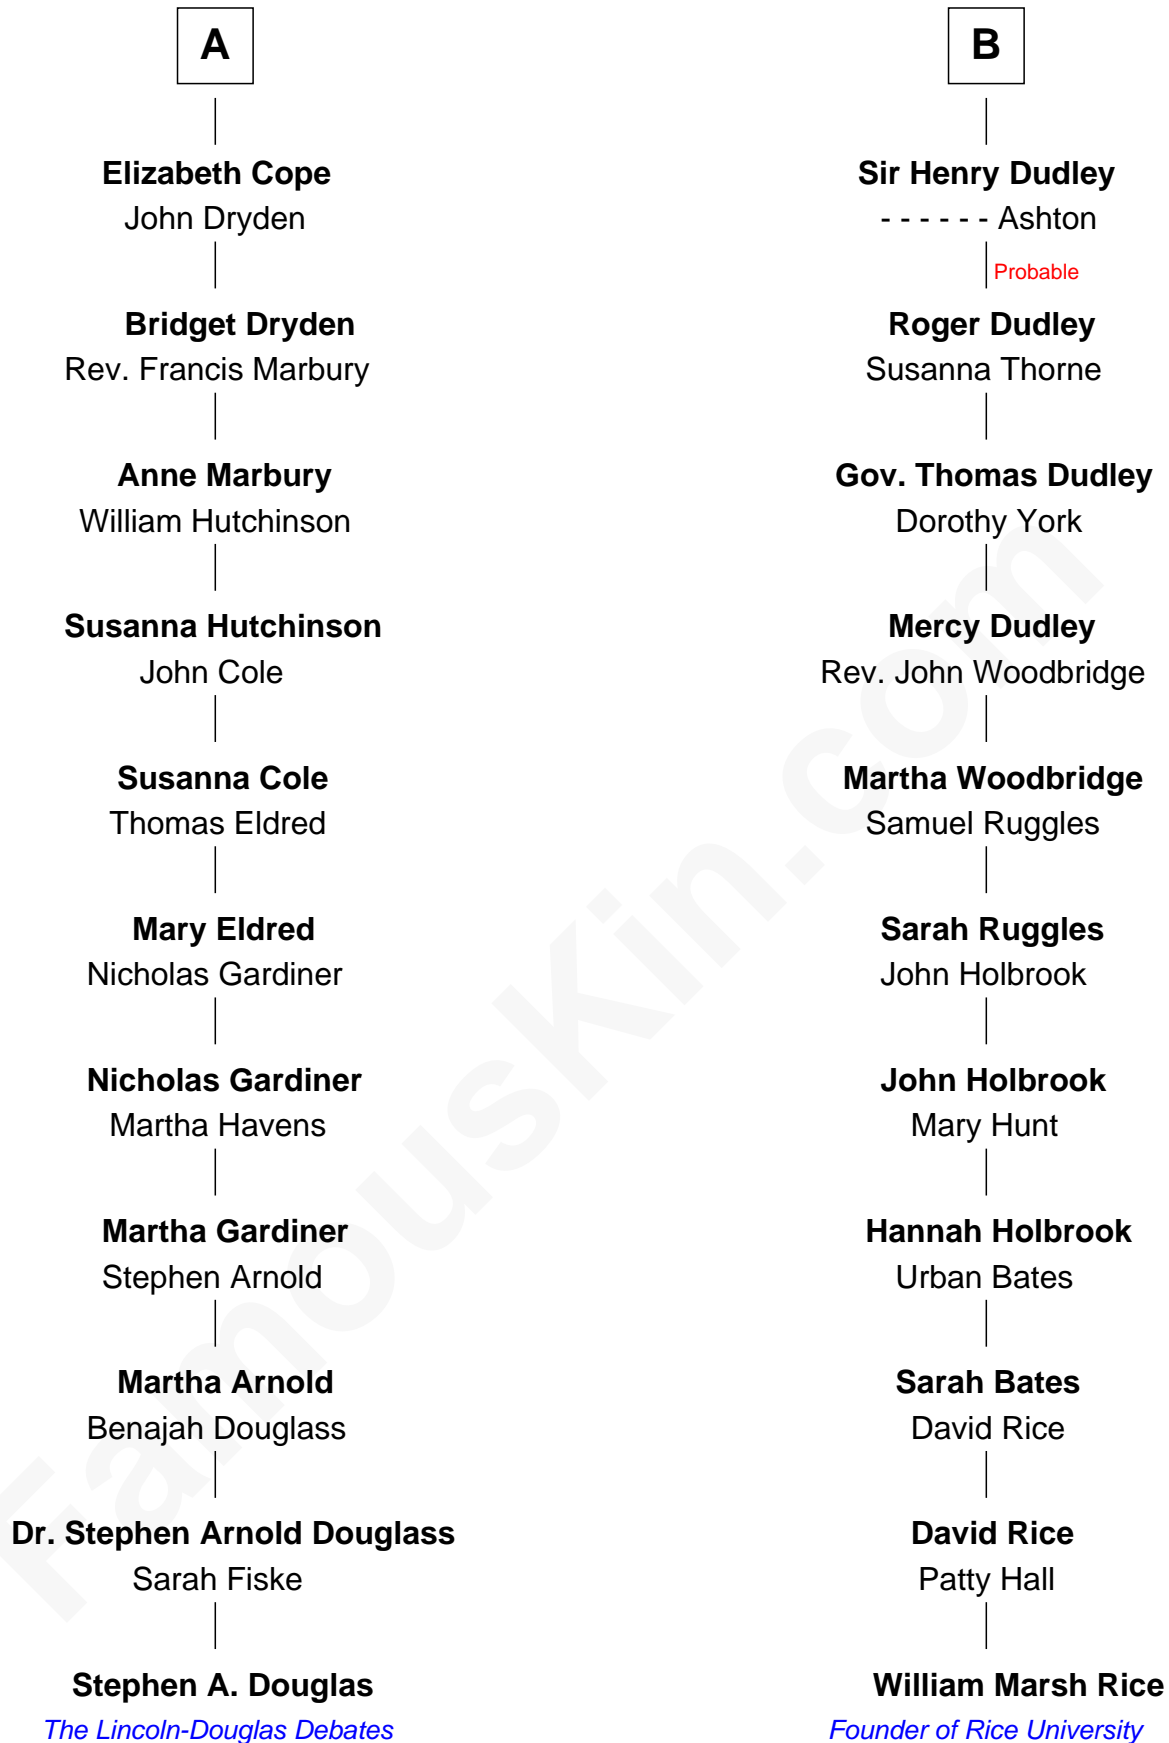 A
Elizabeth Cope
John Dryden
Bridget Dryden
Rev. Francis Marbury
Anne Marbury
William Hutchinson
Susanna Hutchinson
John Cole
Susanna Cole
Thomas Eldred
Mary Eldred
Nicholas Gardiner
Nicholas Gardiner
Martha Havens
Martha Gardiner
Stephen Arnold
Martha Arnold
Benajah Douglass
Dr. Stephen Arnold Douglass
Sarah Fiske
Stephen A. Douglas
The Lincoln-Douglas Debates
B
Sir Henry Dudley
- - - - - - Ashton
Probable
Roger Dudley
Susanna Thorne
Gov. Thomas Dudley
Dorothy York
Mercy Dudley
Rev. John Woodbridge
Martha Woodbridge
Samuel Ruggles
Sarah Ruggles
John Holbrook
John Holbrook
Mary Hunt
Hannah Holbrook
Urban Bates
Sarah Bates
David Rice
David Rice
Patty Hall
William Marsh Rice
Founder of Rice University
FamousKin.com